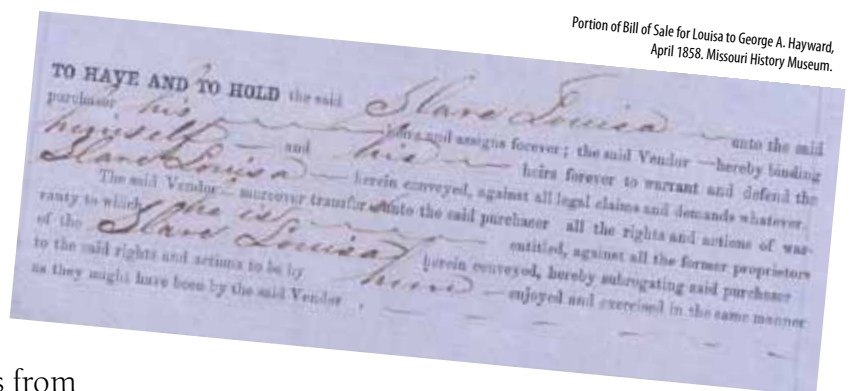 Portion of Bill of Sale for Louisa to George A. Hayward,
April 1858. Missouri History Museum.
TO HAVE AND TO HOLD the said Slave Louisa unto the said
purchaser his heirs and assigns forever; the said Vendor hereby binding
himself and his heirs forever to warrant and defend the
Slave Louisa herein conveyed, against all legal claims and demands whatever.
The said Vendor moreover transfer unto the said purchaser all the rights and actions of war-
ranty to which he is entitled, against all the former proprietors
of the Slave Louisa herein conveyed, hereby subrogating said purchaser
to the said rights and actions to be by him enjoyed and exercised in the same manner
as they might have been by the said Vendor.
s from